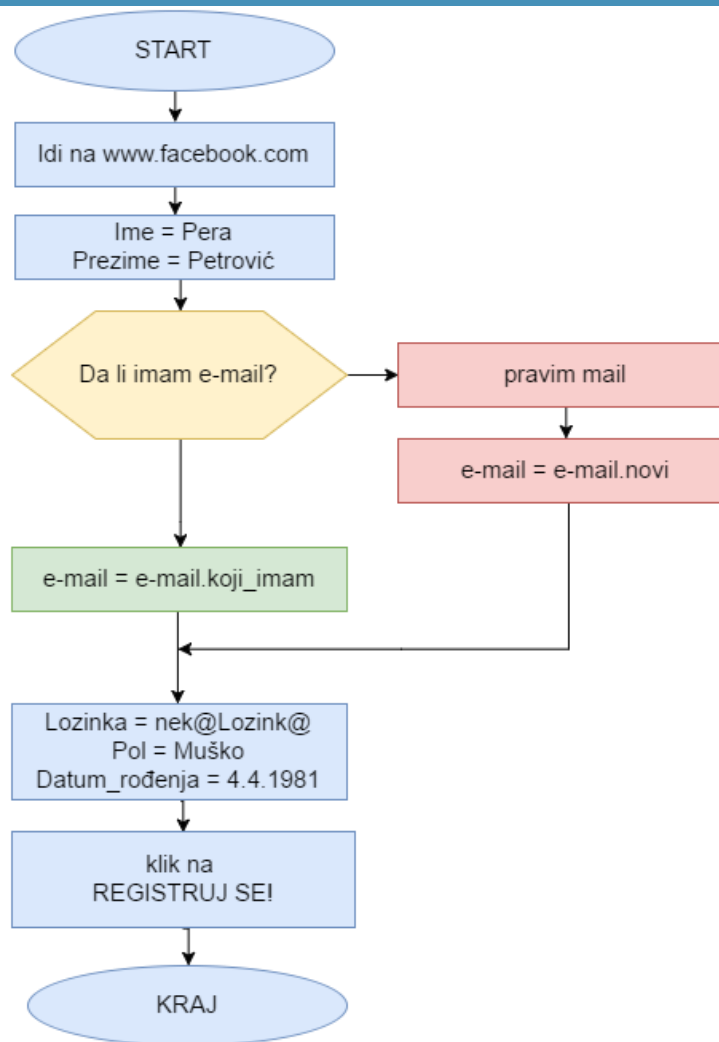 START
Idi na www.facebook.com
Ime = Pera
Prezime = Petrović
Da li imam e-mail?
pravim mail
e-mail = e-mail.novi
e-mail = e-mail.koji_imam
Lozinka = nek@Lozink@
Pol = Muško
Datum_rođenja = 4.4.1981
klik na
REGISTRUJ SE!
KRAJ